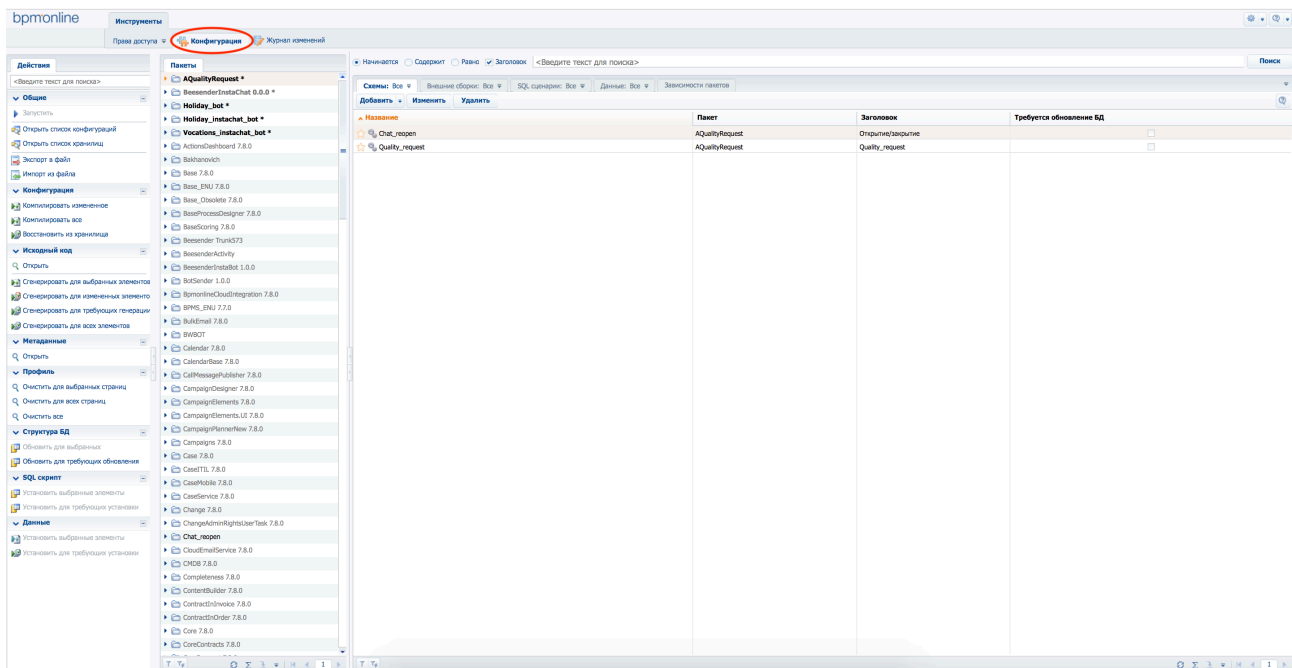 bpmonline
Инструменты
Права доступа
Конфигурация
Журнал изменений
Действия
<Введите текст для поиска>
Общие
Запустить
Открыть список конфигураций
Открыть список хранилищ
Экспорт в файл
Импорт из файла
Конфигурация
Компилировать измененное
Компилировать все
Восстановить из хранилища
Исходный код
Открыть
Сгенерировать для выбранных элементов
Сгенерировать для измененных элементо
Сгенерировать для требующих генерации
Сгенерировать для всех элементов
Метаданные
Открыть
Профиль
Очистить для выбранных страниц
Очистить для всех страниц
Очистить все
Структура БД
Обновить для выбранных
Обновить для требующих обновления
SQL скрипт
Установить выбранные элементы
Установить для требующих установки
Данные
Установить выбранные элементы
Установить для требующих установки
Пакеты
AQualityRequest *
BeesenderInstaChat 0.0.0 *
Holiday_bot *
Holiday_instachat_bot *
Vocations_instachat_bot *
ActionsDashboard 7.8.0
Bakhanovich
Base 7.8.0
Base_ENU 7.8.0
Base_Obsolete 7.8.0
BaseProcessDesigner 7.8.0
BaseScoring 7.8.0
Beesender TrunkS73
BeesenderActivity
BeesenderInstaBot 1.0.0
BotSender 1.0.0
BpmonlineCloudIntegration 7.8.0
BPMS_ENU 7.7.0
BulkEmail 7.8.0
BWBOT
Calendar 7.8.0
CalendarBase 7.8.0
CallMessagePublisher 7.8.0
CampaignDesigner 7.8.0
CampaignElements 7.8.0
CampaignElements.UI 7.8.0
CampaignPlannerNew 7.8.0
Campaigns 7.8.0
Case 7.8.0
CaseITIL 7.8.0
CaseMobile 7.8.0
CaseService 7.8.0
Change 7.8.0
ChangeAdminRightsUserTask 7.8.0
Chat_reopen
CloudEmailService 7.8.0
CMDB 7.8.0
Completeness 7.8.0
ContentBuilder 7.8.0
ContractInInvoice 7.8.0
ContractInOrder 7.8.0
Core 7.8.0
CoreContracts 7.8.0
1
Начинается Содержит Равно Заголовок <Введите текст для поиска> Поиск
Схемы: Все Внешние сборки: Все SQL сценарии: Все Данные: Все Зависимости пакетов
Добавить Изменить Удалить
Название Пакет Заголовок Требуется обновление БД
Chat_reopen AQualityRequest Открытие/закрытие
Quality_request AQualityRequest Quality_request
1